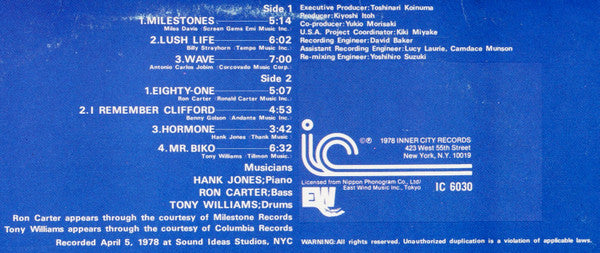 Side 1
1.MILESTONES 5:14
Miles Davis (Screen Gems Emi Music Inc.)
2.LUSH LIFE 6:02
Billy Strayhorn (Tempo Music Inc.)
3.WAVE 7:00
Antonio Carlos Jobim (Corcovado Music Corp.)
Side 2
1.EIGHTY-ONE 5:07
Ron Carter (Ronald Carter Music Inc.)
2.I REMEMBER CLIFFORD 4:53
Benny Golson (Andante Music Inc.)
3.HORMONE 3:42
Hank Jones (Thank Music)
4.MR. BIKO 6:32
Tony Williams (Tillmon Music.)
Musicians
HANK JONES;Piano
RON CARTER;Bass
TONY WILLIAMS;Drums
Ron Carter appears through the courtesy of Milestone Records
Tony Williams appears through the courtesy of Columbia Records
Recorded April 5, 1978 at Sound Ideas Studios, NYC
Executive Producer: Toshinari Koinuma
Producer: Kiyoshi Itoh
Co-producer: Yukio Morisaki
U.S.A. Project Coordinator: Kiki Miyake
Recording Engineer: David Baker
Assistant Recording Engineer: Lucy Laurie, Camdace Munson
Re-mixing Engineer: Yoshihiro Suzuki
ic
©℗ 1978 INNER CITY RECORDS
423 West 55th Street
New York, N.Y. 10019
Licensed from Nippon Phonogram Co., Ltd/
East Wind Music Inc., Tokyo
IC 6030
EW
WARNING: All rights reserved. Unauthorized duplication is a violation of applicable laws.